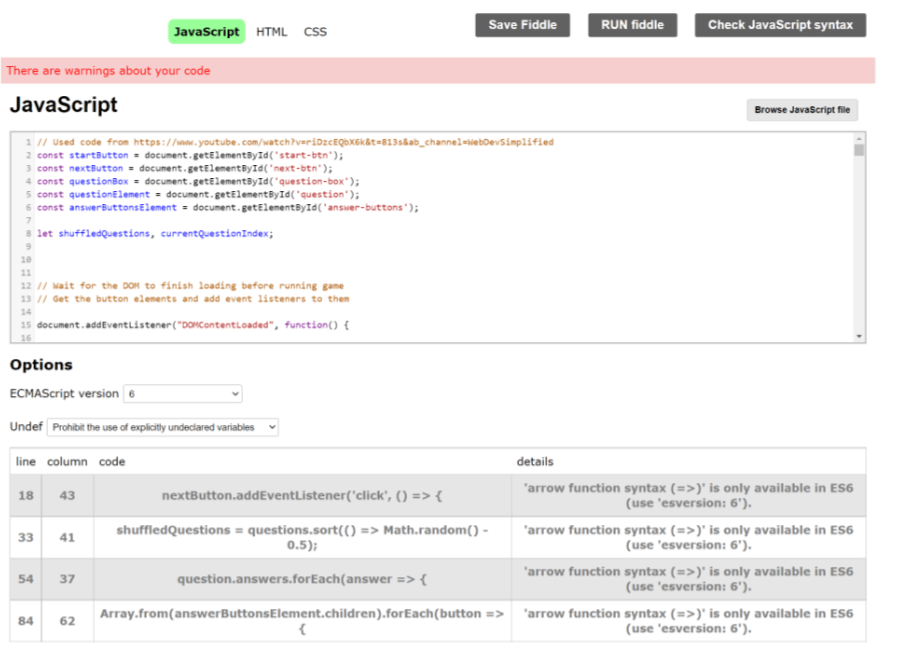 JavaScript HTML CSS Save Fiddle RUN fiddle Check JavaScript syntax
There are warnings about your code
JavaScript
Browse JavaScript file
1 // Used code from https://www.youtube.com/watch?v=riDzcEQbX6k&t=813s&ab_channel=WebDevSimplified
2 const startButton = document.getElementById('start-btn');
3 const nextButton = document.getElementById('next-btn');
4 const questionBox = document.getElementById('question-box');
5 const questionElement = document.getElementById('question');
6 const answerButtonsElement = document.getElementById('answer-buttons');
7
8 let shuffledQuestions, currentQuestionIndex;
9
10
11
12 // Wait for the DOM to finish loading before running game
13 // Get the button elements and add event listeners to them
14
15 document.addEventListener("DOMContentLoaded", function() {
16
Options
ECMAScript version 6
Undef Prohibit the use of explicitly undeclared variables
line column code details
18 43 nextButton.addEventListener('click', () => { 'arrow function syntax (=>)' is only available in ES6
(use 'esversion: 6').
33 41 shuffledQuestions = questions.sort(() => Math.random() -
0.5); 'arrow function syntax (=>)' is only available in ES6
(use 'esversion: 6').
54 37 question.answers.forEach(answer => { 'arrow function syntax (=>)' is only available in ES6
(use 'esversion: 6').
84 62 Array.from(answerButtonsElement.children).forEach(button =>
{ 'arrow function syntax (=>)' is only available in ES6
(use 'esversion: 6').